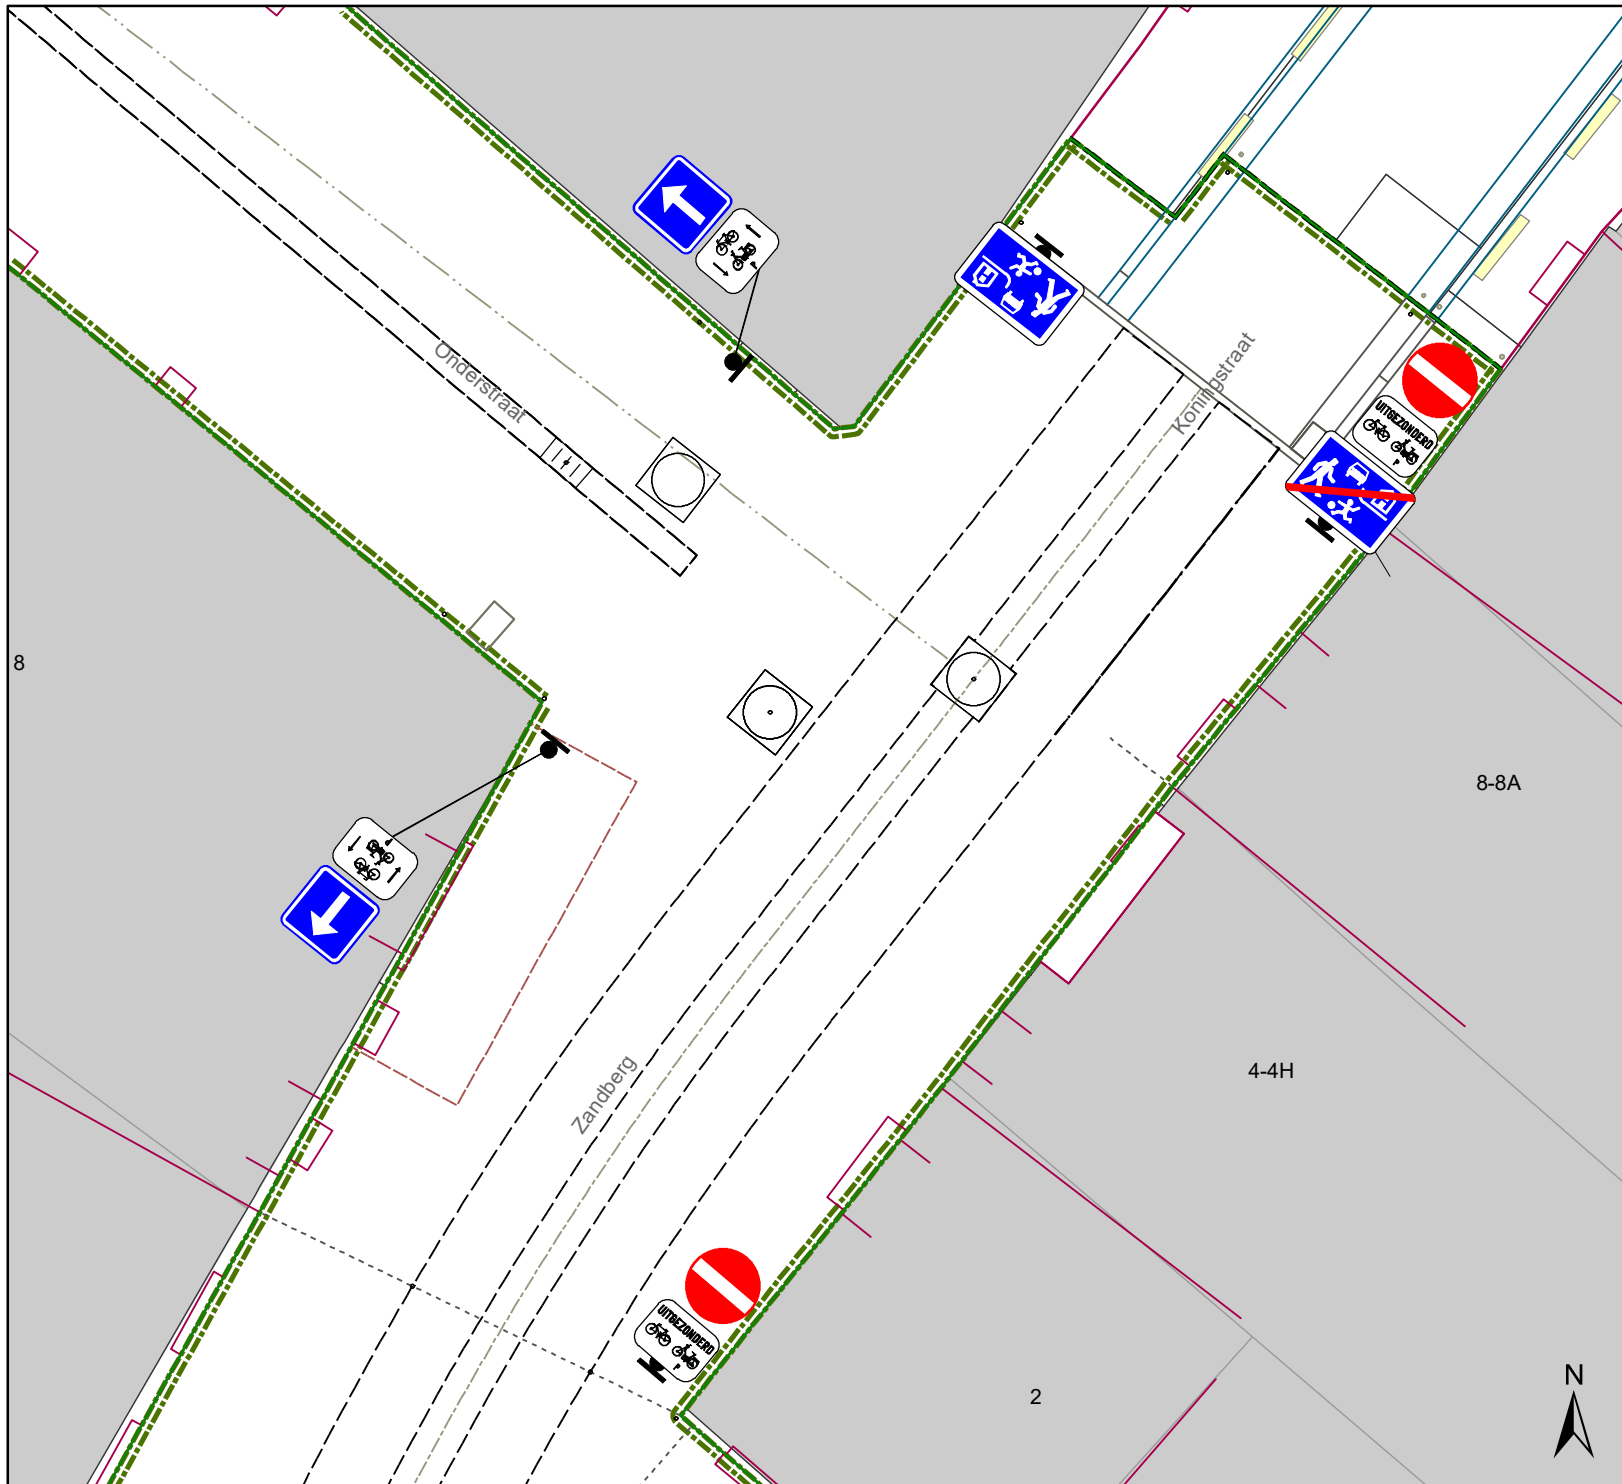 Onderstraat
Koningstraat
UITGEZONDERD
P
8
8-8A
Zandberg
4-4H
UITGEZONDERD
P
2
N